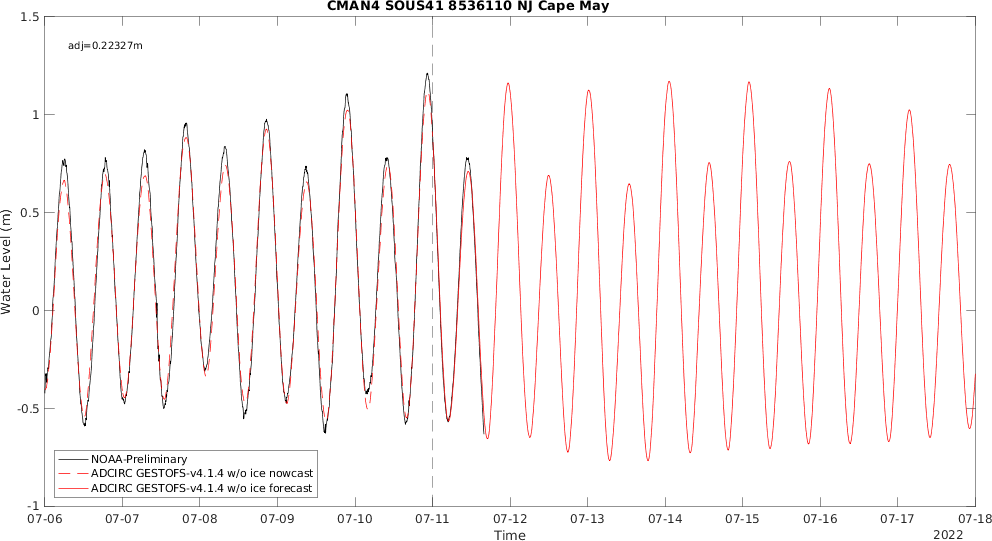 CMAN4 SOUS41 8536110 NJ Cape May
adj=0.22327m
1.5
1
0.5
0
-0.5
-1
Water Level (m)
NOAA-Preliminary
ADCIRC GESTOFS-v4.1.4 w/o ice nowcast
ADCIRC GESTOFS-v4.1.4 w/o ice forecast
07-06 07-07 07-08 07-09 07-10 07-11 07-12 07-13 07-14 07-15 07-16 07-17 07-18
Time
2022